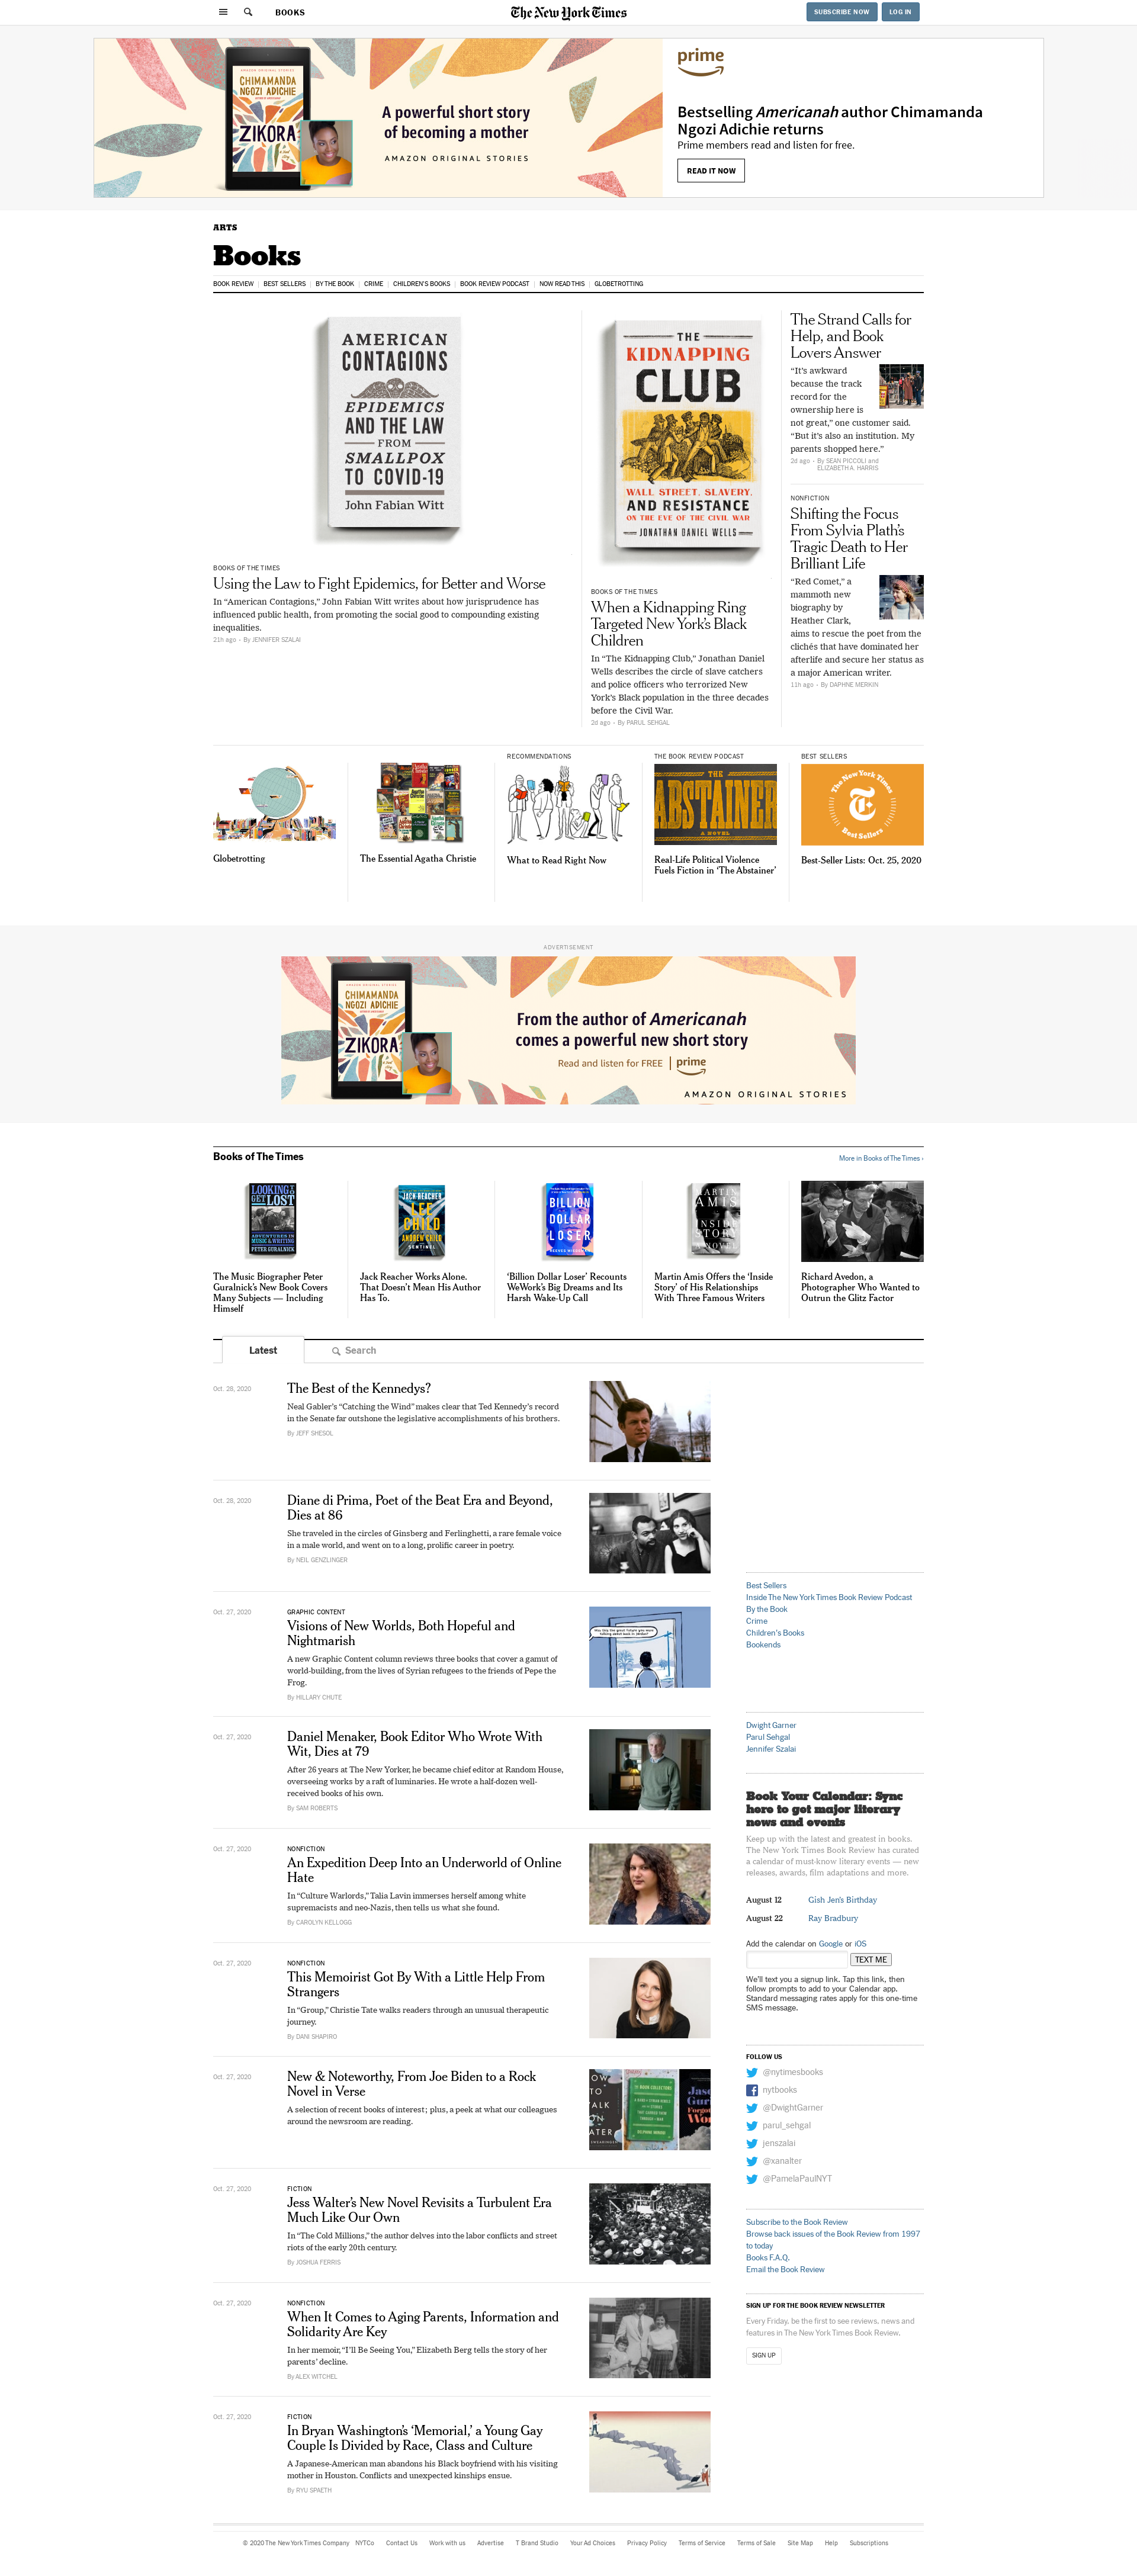 BOOKS
The New York Times
SUBSCRIBE NOW
LOG IN
AMAZON ORIGINAL STORIES
CHIMAMANDA
NGOZI ADICHIE
ZIKORA
A powerful short story
of becoming a mother
AMAZON ORIGINAL STORIES
prime
Bestselling Americanah author Chimamanda
Ngozi Adichie returns
Prime members read and listen for free.
READ IT NOW
ARTS
Books
BOOK REVIEW
BEST SELLERS
BY THE BOOK
CRIME
CHILDREN'S BOOKS
BOOK REVIEW PODCAST
NOW READ THIS
GLOBETROTTING
AMERICAN
CONTAGIONS
EPIDEMICS
AND THE LAW
FROM
SMALLPOX
TO COVID-19
John Fabian Witt
BOOKS OF THE TIMES
Using the Law to Fight Epidemics, for Better and Worse
In “American Contagions,” John Fabian Witt writes about how jurisprudence has
influenced public health, from promoting the social good to compounding existing
inequalities.
21h ago
By JENNIFER SZALAI
THE
KIDNAPPING
CLUB
WALL STREET, SLAVERY,
AND RESISTANCE
ON THE EVE OF THE CIVIL WAR
JONATHAN DANIEL WELLS
BOOKS OF THE TIMES
When a Kidnapping Ring
Targeted New York’s Black
Children
In “The Kidnapping Club,” Jonathan Daniel
Wells describes the circle of slave catchers
and police officers who terrorized New
York’s Black population in the three decades
before the Civil War.
2d ago
By PARUL SEHGAL
The Strand Calls for
Help, and Book
Lovers Answer
“It’s awkward
because the track
record for the
ownership here is
not great,” one customer said.
“But it’s also an institution. My
parents shopped here.”
2d ago
By SEAN PICCOLI and
ELIZABETH A. HARRIS
NONFICTION
Shifting the Focus
From Sylvia Plath’s
Tragic Death to Her
Brilliant Life
“Red Comet,” a
mammoth new
biography by
Heather Clark,
aims to rescue the poet from the
clichés that have dominated her
afterlife and secure her status as
a major American writer.
11h ago
By DAPHNE MERKIN
Globetrotting
The Essential Agatha Christie
RECOMMENDATIONS
What to Read Right Now
THE BOOK REVIEW PODCAST
THE
ABSTAINER
A NOVEL
Real-Life Political Violence
Fuels Fiction in ‘The Abstainer’
BEST SELLERS
The New York Times
Best Sellers
Best-Seller Lists: Oct. 25, 2020
ADVERTISEMENT
AMAZON ORIGINAL STORIES
CHIMAMANDA
NGOZI ADICHIE
ZIKORA
From the author of Americanah
comes a powerful new short story
Read and listen for FREE
prime
AMAZON ORIGINAL STORIES
Books of The Times
More in Books of The Times ›
LOOKING TO
GET LOST
ADVENTURES IN
MUSIC & WRITING
PETER GURALNICK
The Music Biographer Peter
Guralnick’s New Book Covers
Many Subjects — Including
Himself
JACK REACHER
LEE
CHILD
ANDREW CHILD
SENTINEL
Jack Reacher Works Alone.
That Doesn’t Mean His Author
Has To.
BILLION
DOLLAR
LOSER
‘Billion Dollar Loser’ Recounts
WeWork’s Big Dreams and Its
Harsh Wake-Up Call
MARTIN
AMIS
INSIDE
STORY
Martin Amis Offers the ‘Inside
Story’ of His Relationships
With Three Famous Writers
Richard Avedon, a
Photographer Who Wanted to
Outrun the Glitz Factor
Latest
Search
Oct. 28, 2020
The Best of the Kennedys?
Neal Gabler’s “Catching the Wind” makes clear that Ted Kennedy’s record
in the Senate far outshone the legislative accomplishments of his brothers.
By JEFF SHESOL
Oct. 28, 2020
Diane di Prima, Poet of the Beat Era and Beyond,
Dies at 86
She traveled in the circles of Ginsberg and Ferlinghetti, a rare female voice
in a male world, and went on to a long, prolific career in poetry.
By NEIL GENZLINGER
Oct. 27, 2020
GRAPHIC CONTENT
Visions of New Worlds, Both Hopeful and
Nightmarish
A new Graphic Content column reviews three books that cover a gamut of
world-building, from the lives of Syrian refugees to the friends of Pepe the
Frog.
By HILLARY CHUTE
Oct. 27, 2020
Daniel Menaker, Book Editor Who Wrote With
Wit, Dies at 79
After 26 years at The New Yorker, he became chief editor at Random House,
overseeing works by a raft of luminaries. He wrote a half-dozen well-
received books of his own.
By SAM ROBERTS
Oct. 27, 2020
NONFICTION
An Expedition Deep Into an Underworld of Online
Hate
In “Culture Warlords,” Talia Lavin immerses herself among white
supremacists and neo-Nazis, then tells us what she found.
By CAROLYN KELLOGG
Oct. 27, 2020
NONFICTION
This Memoirist Got By With a Little Help From
Strangers
In “Group,” Christie Tate walks readers through an unusual therapeutic
journey.
By DANI SHAPIRO
Oct. 27, 2020
New & Noteworthy, From Joe Biden to a Rock
Novel in Verse
A selection of recent books of interest; plus, a peek at what our colleagues
around the newsroom are reading.
Oct. 27, 2020
FICTION
Jess Walter’s New Novel Revisits a Turbulent Era
Much Like Our Own
In “The Cold Millions,” the author delves into the labor conflicts and street
riots of the early 20th century.
By JOSHUA FERRIS
Oct. 27, 2020
NONFICTION
When It Comes to Aging Parents, Information and
Solidarity Are Key
In her memoir, “I’ll Be Seeing You,” Elizabeth Berg tells the story of her
parents’ decline.
By ALEX WITCHEL
Oct. 27, 2020
FICTION
In Bryan Washington’s ‘Memorial,’ a Young Gay
Couple Is Divided by Race, Class and Culture
A Japanese-American man abandons his Black boyfriend with his visiting
mother in Houston. Conflicts and unexpected kinships ensue.
By RYU SPAETH
Best Sellers
Inside The New York Times Book Review Podcast
By the Book
Crime
Children's Books
Bookends
Dwight Garner
Parul Sehgal
Jennifer Szalai
Book Your Calendar: Sync
here to get major literary
news and events
Keep up with the latest and greatest in books.
The New York Times Book Review has curated
a calendar of must-know literary events — new
releases, awards, film adaptations and more.
August 12
Gish Jen’s Birthday
August 22
Ray Bradbury
Add the calendar on Google or iOS
TEXT ME
We'll text you a signup link. Tap this link, then
follow prompts to add to your Calendar app.
Standard messaging rates apply for this one-time
SMS message.
FOLLOW US
@nytimesbooks
nytbooks
@DwightGarner
parul_sehgal
jenszalai
@xanalter
@PamelaPaulNYT
Subscribe to the Book Review
Browse back issues of the Book Review from 1997
to today
Books F.A.Q.
Email the Book Review
SIGN UP FOR THE BOOK REVIEW NEWSLETTER
Every Friday, be the first to see reviews, news and
features in The New York Times Book Review.
SIGN UP
© 2020 The New York Times Company
NYTCo
Contact Us
Work with us
Advertise
T Brand Studio
Your Ad Choices
Privacy Policy
Terms of Service
Terms of Sale
Site Map
Help
Subscriptions